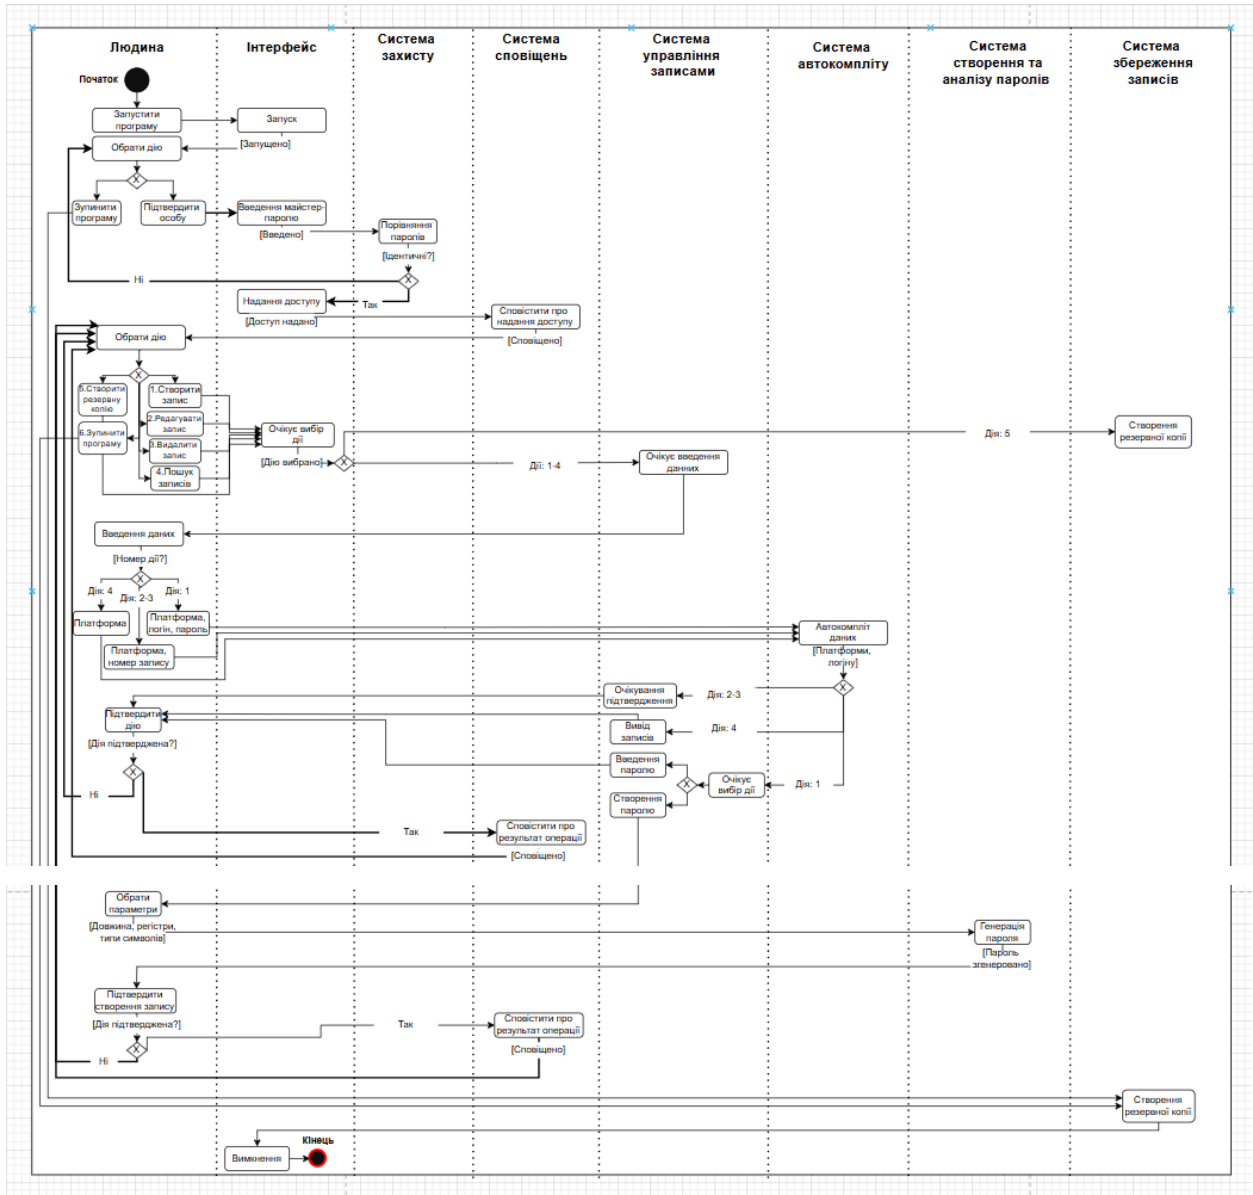 Людина
Інтерфейс
Система
захисту
Система
сповіщень
Система
управління
записами
Система
автокомпліту
Система
створення та
аналізу паролів
Система
збереження
записів
Початок
Запустити
програму
Запуск
[Запущено]
Обрати дію
X
Зупинити
програму
Підтвердити
особу
Введення майстер-
паролю
[Введено]
Порівняння
паролів
[Ідентичні?]
X
Ні
Так
Надання доступу
[Доступ надано]
Сповістити про
надання доступу
[Сповіщено]
Обрати дію
X
5.Створити
резервну
копію
1.Створити
запис
6.Зупинити
програму
2.Редагувати
запис
3.Видалити
запис
4.Пошук
записів
Очікує вибір
дії
[Дію вибрано]
X
Дія: 5
Створення
резервної копії
Дії: 1-4
Очікує введення
данних
Введення даних
[Номер дії?]
X
Дія: 4
Дія: 2-3
Дія: 1
Платформа
Платформа,
логін, пароль
Платформа,
номер запису
Автокомпліт
даних
[Платформи,
логіну]
X
Очікування
підтвердження
Дія: 2-3
Підтвердити
дію
[Дія підтверджена?]
X
Вивід
записів
Дія: 4
Введення
паролю
X
Очікує
вибір дії
Дія: 1
Створення
паролю
Ні
Так
Сповістити про
результат операції
[Сповіщено]
Обрати
параметри
[Довжина, регістри,
типи символів]
Генерація
пароля
[Пароль
згенеровано]
Підтвердити
створення запису
[Дія підтверджена?]
X
Так
Сповістити про
результат операції
[Сповіщено]
Ні
Створення
резервної копії
Вимкнення
Кінець